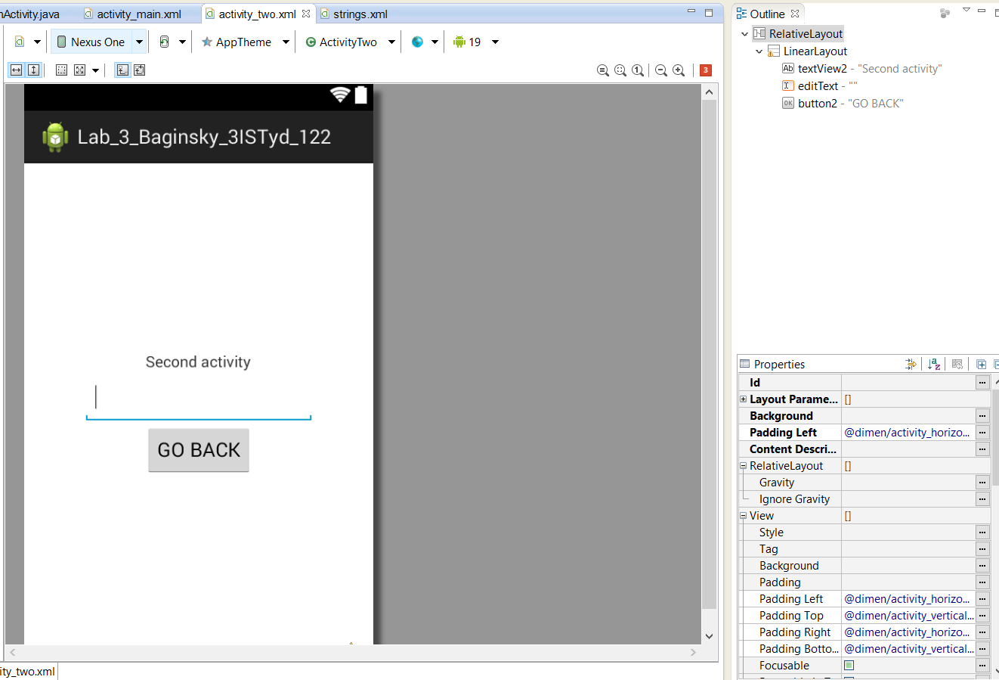 nActivity.java
activity_main.xml
activity_two.xml
strings.xml
Nexus One
AppTheme
ActivityTwo
19
1
3
Lab_3_Baginsky_3ISTyd_122
Second activity
GO BACK
ity_two.xml
Outline
RelativeLayout
LinearLayout
Ab textView2 - "Second activity"
I editText - ""
OK button2 - "GO BACK"
Properties
Id
Layout Parame... []
Background
Padding Left @dimen/activity_horizo...
Content Descri...
RelativeLayout []
Gravity
Ignore Gravity
View []
Style
Tag
Background
Padding
Padding Left @dimen/activity_horizo...
Padding Top @dimen/activity_vertical...
Padding Right @dimen/activity_horizo...
Padding Botto... @dimen/activity_vertical...
Focusable